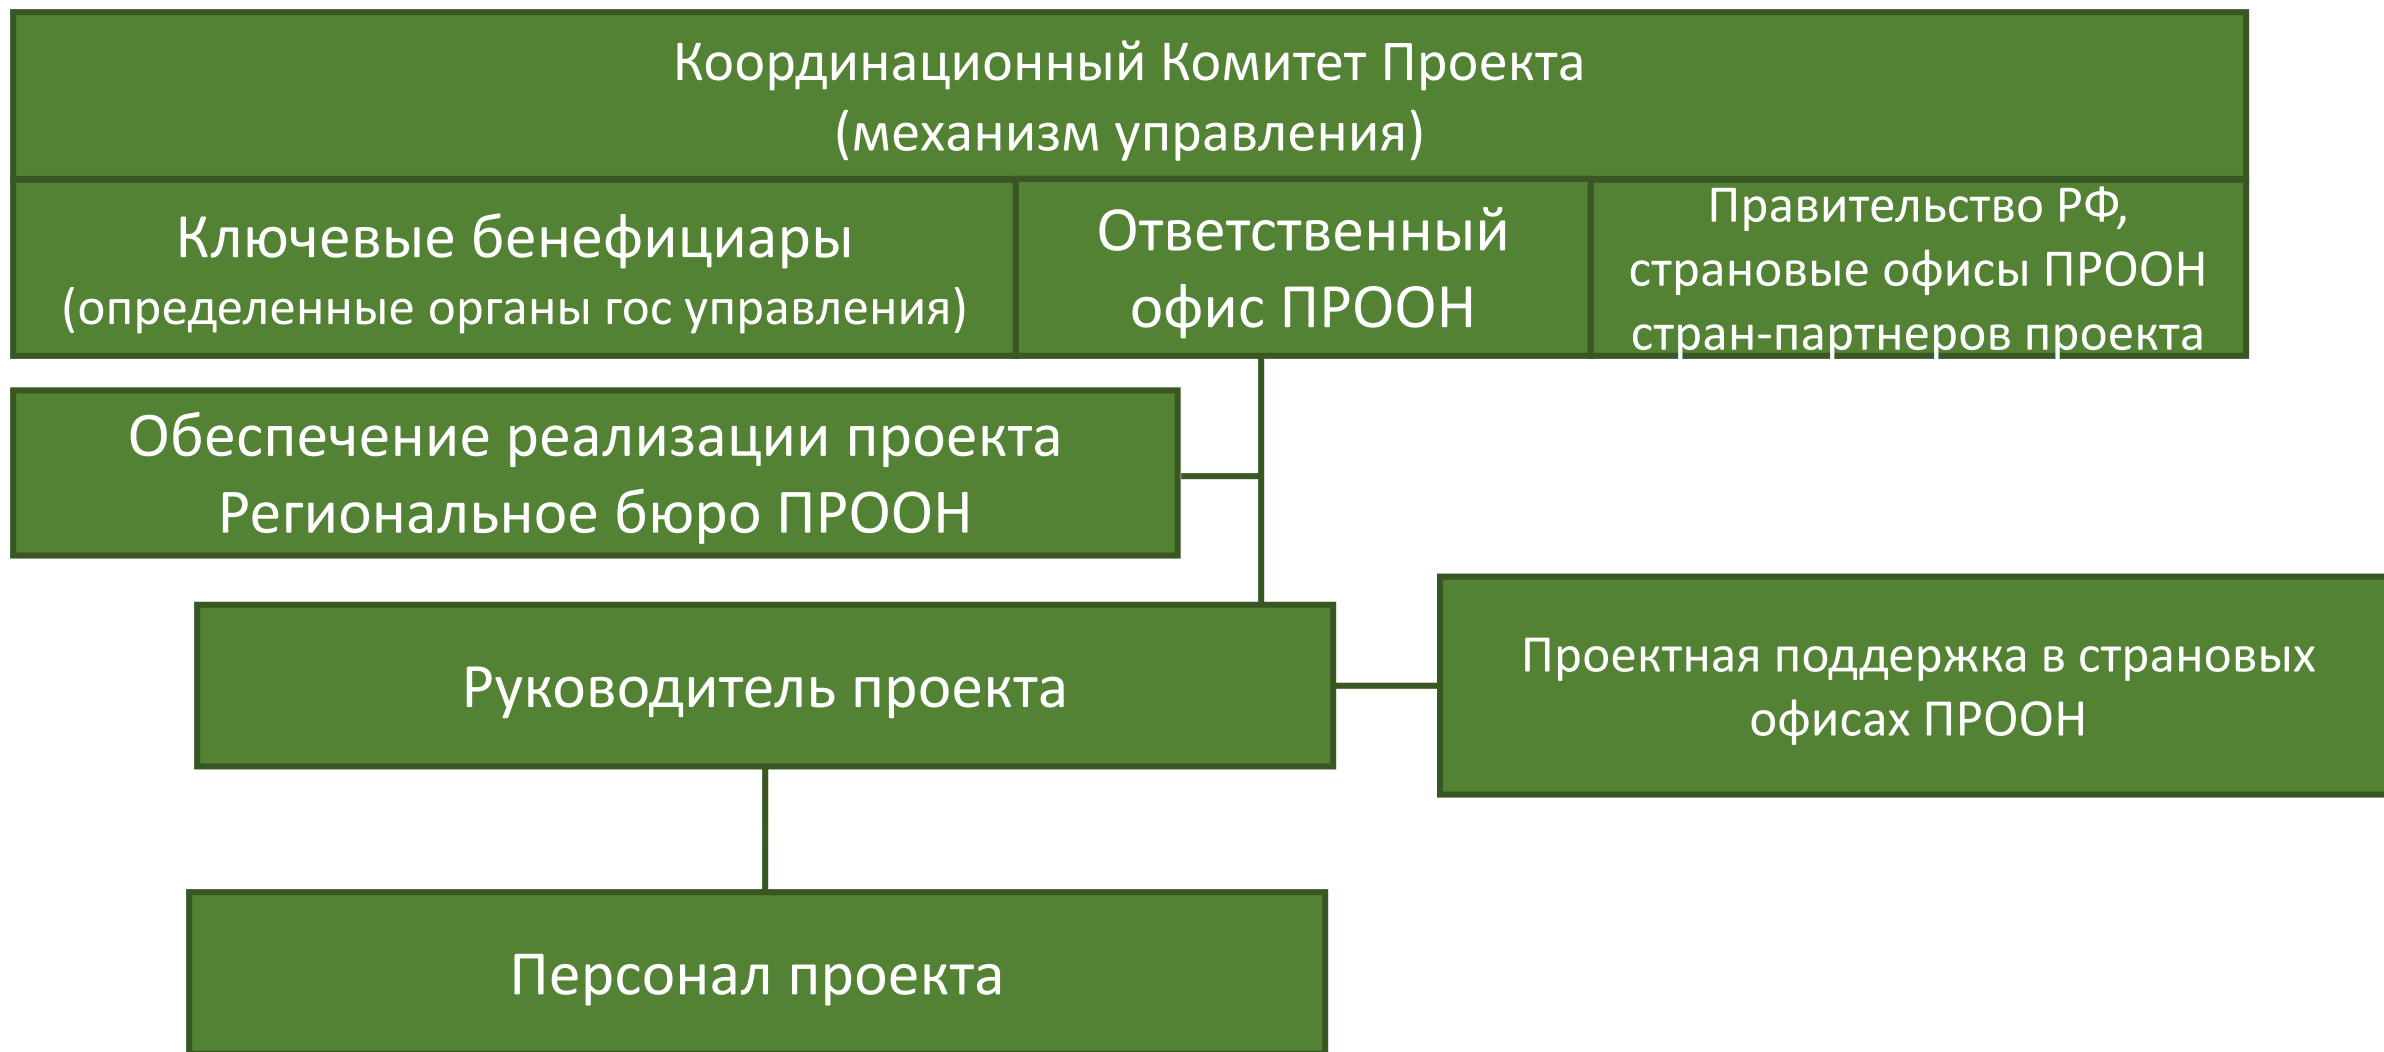 Координационный Комитет Проекта
(механизм управления)
Ключевые бенефициары
(определенные органы гос управления)
Ответственный
офис ПРООН
Правительство РФ,
страновые офисы ПРООН
стран-партнеров проекта
Обеспечение реализации проекта
Региональное бюро ПРООН
Руководитель проекта
Проектная поддержка в страновых
офисах ПРООН
Персонал проекта